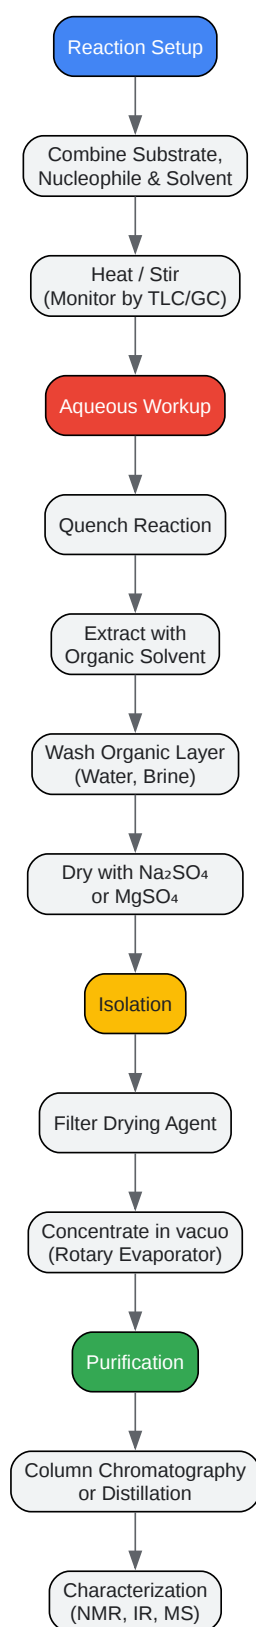 Reaction Setup
Combine Substrate,
Nucleophile & Solvent
Heat / Stir
(Monitor by TLC/GC)
Aqueous Workup
Quench Reaction
Extract with
Organic Solvent
Wash Organic Layer
(Water, Brine)
Dry with Na₂SO₄
or MgSO₄
Isolation
Filter Drying Agent
Concentrate in vacuo
(Rotary Evaporator)
Purification
Column Chromatography
or Distillation
Characterization
(NMR, IR, MS)